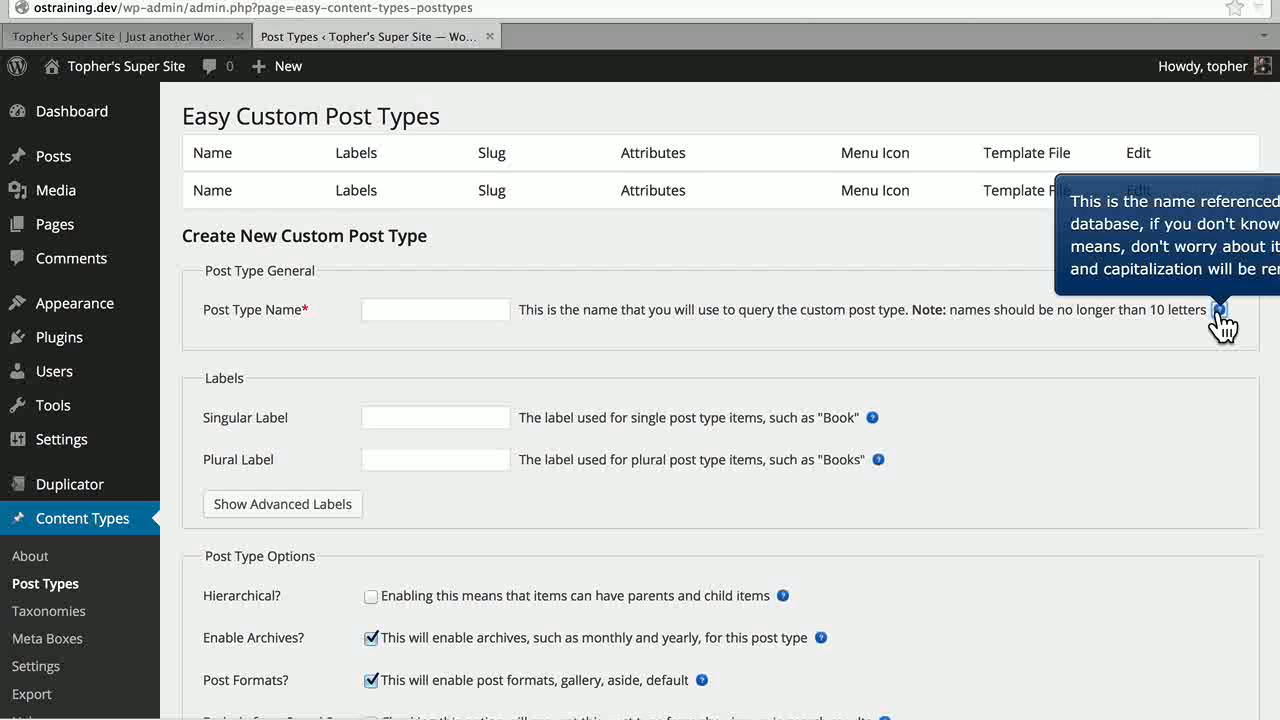 ostraining.dev/wp-admin/admin.php?page=easy-content-types-posttypes
Topher's Super Site | Just another Wor...
Post Types ‹ Topher's Super Site — Wo...
Topher's Super Site 0 New
Howdy, topher
Dashboard
Posts
Media
Pages
Comments
Appearance
Plugins
Users
Tools
Settings
Duplicator
Content Types
About
Post Types
Taxonomies
Meta Boxes
Settings
Export
Easy Custom Post Types
Name Labels Slug Attributes Menu Icon Template File Edit
Name Labels Slug Attributes Menu Icon Template File Edit
This is the name referenced
database, if you don't know
means, don't worry about it
and capitalization will be
Create New Custom Post Type
Post Type General
Post Type Name* This is the name that you will use to query the custom post type. Note: names should be no longer than 10 letters
Labels
Singular Label The label used for single post type items, such as "Book" ?
Plural Label The label used for plural post type items, such as "Books" ?
Show Advanced Labels
Post Type Options
Hierarchical? Enabling this means that items can have parents and child items ?
Enable Archives? This will enable archives, such as monthly and yearly, for this post type ?
Post Formats? This will enable post formats, gallery, aside, default ?